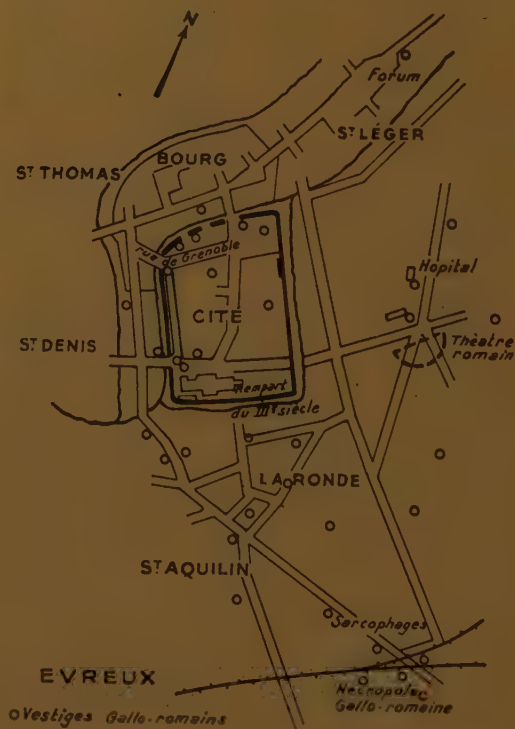 N
Forum
ST LÉGER
BOURG
ST THOMAS
rue de Grenoble
Hopital
CITÉ
ST DENIS
Thèâtre
romain
Rempart
du IIIe siècle
LA RONDE
ST AQUILIN
Sarcophages
EVREUX
Nécropole
Gallo-romaine
Vestiges Gallo-romains